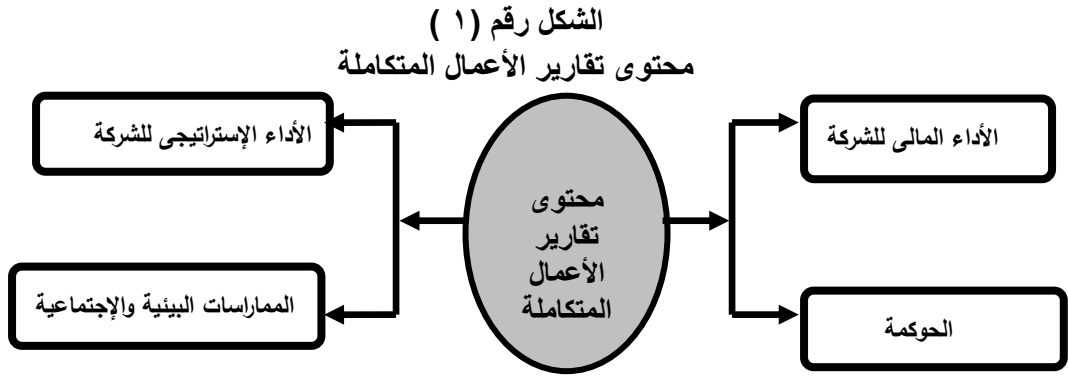 الشكل رقم (١ )
محتوى تقارير الأعمال المتكاملة
الأداء المالى للشركة
الأداء الإستراتيجى للشركة
محتوى
تقارير
الأعمال
المتكاملة
الحوكمة
المماراسات البيئية والإجتماعية